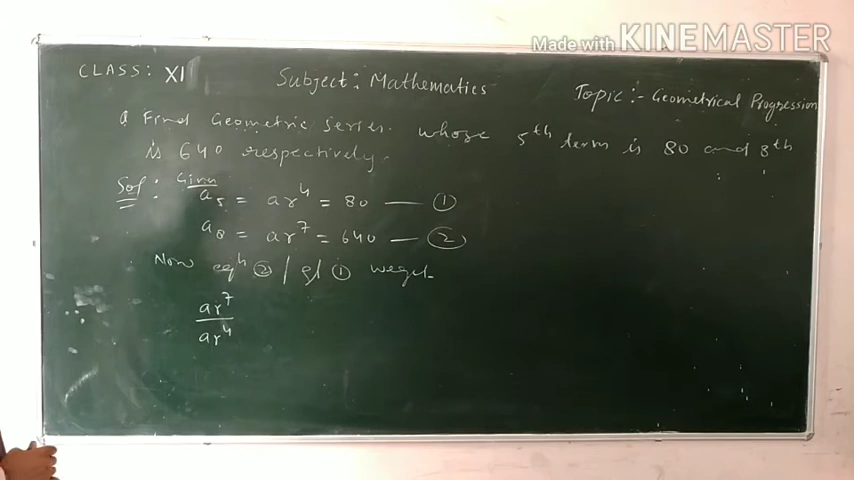 Made with KINEMASTER
CLASS: XI
Subject: Mathematics
Topic:- Geometrical Progression
Q Find Geometric Series. whose 5th term is 80 and 8th
is 640 respectively.
Sol: Given
a₅ = ar⁴ = 80 — ①
a₈ = ar⁷ = 640 — ②
Now eqn ② / ① we get
ar⁷
ar⁴